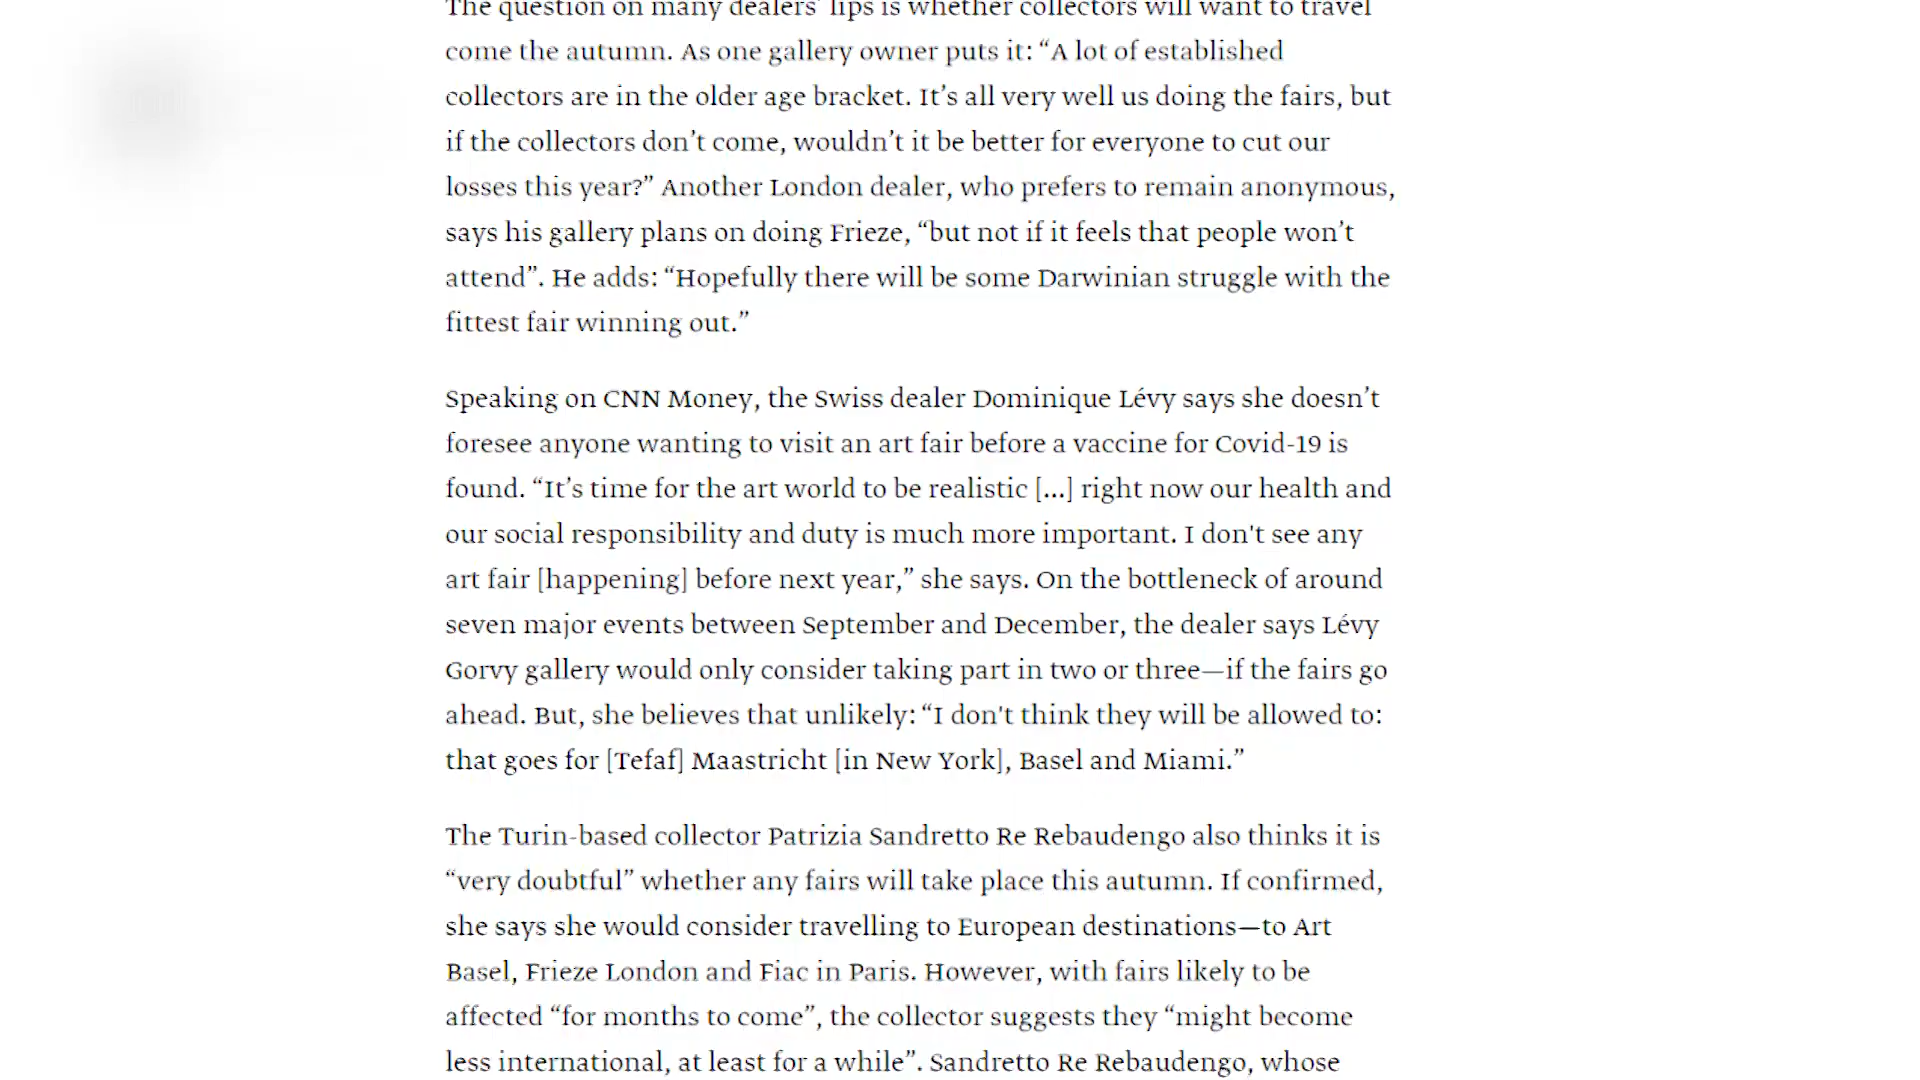 The question on many dealers’ lips is whether collectors will want to travel
come the autumn. As one gallery owner puts it: “A lot of established
collectors are in the older age bracket. It’s all very well us doing the fairs, but
if the collectors don’t come, wouldn’t it be better for everyone to cut our
losses this year?” Another London dealer, who prefers to remain anonymous,
says his gallery plans on doing Frieze, “but not if it feels that people won’t
attend”. He adds: “Hopefully there will be some Darwinian struggle with the
fittest fair winning out.”
Speaking on CNN Money, the Swiss dealer Dominique Lévy says she doesn’t
foresee anyone wanting to visit an art fair before a vaccine for Covid-19 is
found. “It’s time for the art world to be realistic [...] right now our health and
our social responsibility and duty is much more important. I don't see any
art fair [happening] before next year,” she says. On the bottleneck of around
seven major events between September and December, the dealer says Lévy
Gorvy gallery would only consider taking part in two or three—if the fairs go
ahead. But, she believes that unlikely: “I don't think they will be allowed to:
that goes for [Tefaf] Maastricht [in New York], Basel and Miami.”
The Turin-based collector Patrizia Sandretto Re Rebaudengo also thinks it is
“very doubtful” whether any fairs will take place this autumn. If confirmed,
she says she would consider travelling to European destinations—to Art
Basel, Frieze London and Fiac in Paris. However, with fairs likely to be
affected “for months to come”, the collector suggests they “might become
less international, at least for a while”. Sandretto Re Rebaudengo, whose